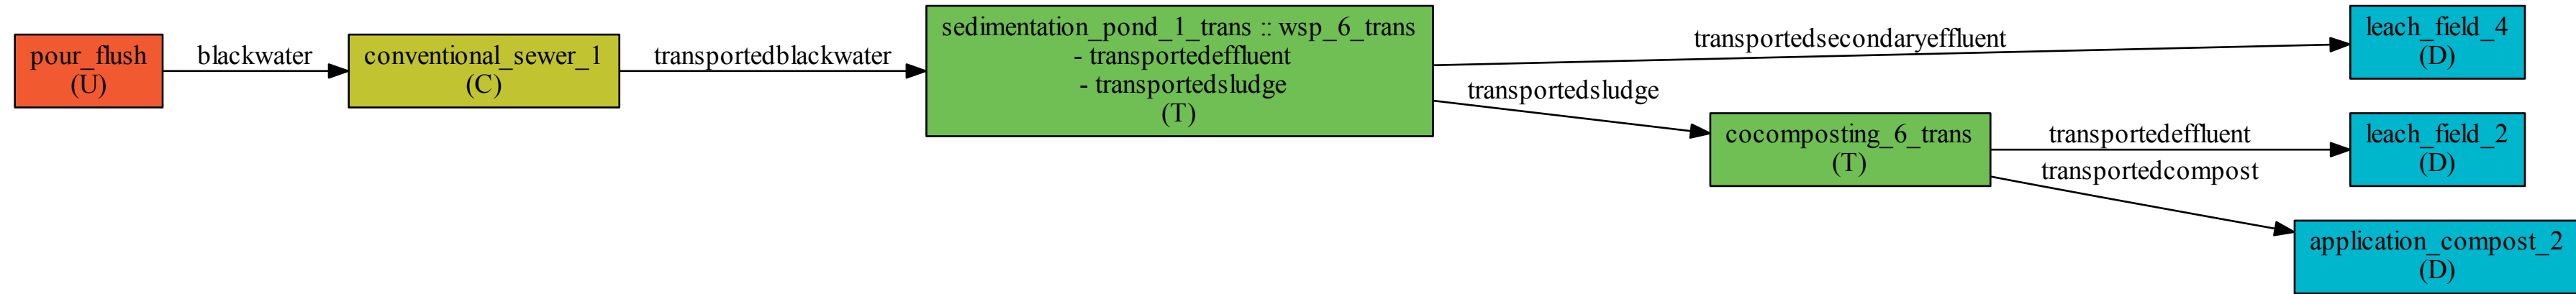 pour_flush
(U)
blackwater
conventional_sewer_1
(C)
transportedblackwater
sedimentation_pond_1_trans :: wsp_6_trans
- transportedeffluent
- transportedsludge
(T)
transportedsecondaryeffluent
leach_field_4
(D)
transportedsludge
cocomposting_6_trans
(T)
transportedeffluent
leach_field_2
(D)
transportedcompost
application_compost_2
(D)